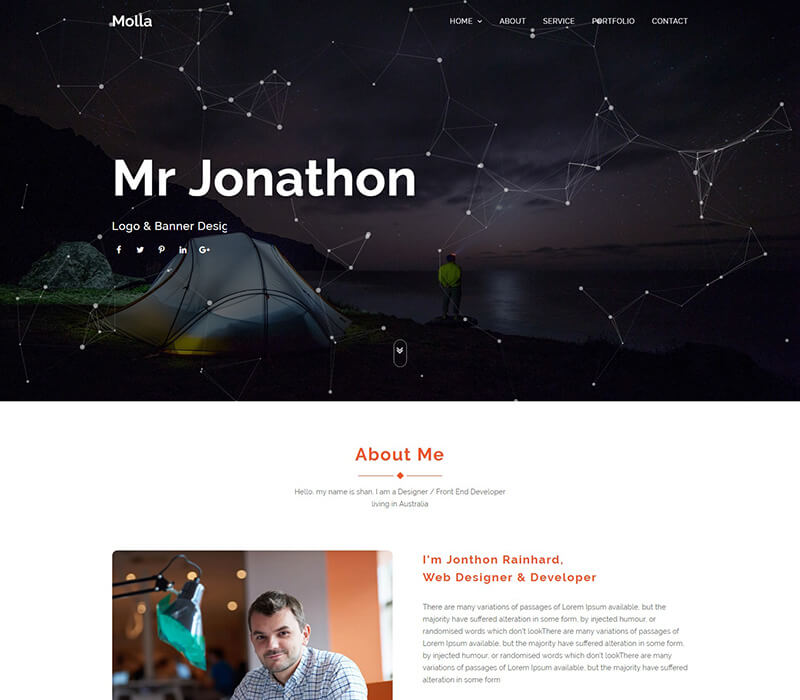 Molla
HOME ABOUT SERVICE PORTFOLIO CONTACT
Mr Jonathon
Logo & Banner Desig
G+
About Me
Hello, my name is shan. I am a Designer / Front End Developer
living in Australia
I'm Jonthon Rainhard,
Web Designer & Developer
There are many variations of passages of Lorem Ipsum available, but the
majority have suffered alteration in some form, by injected humour, or
randomised words which don't lookThere are many variations of passages of
Lorem Ipsum available, but the majority have suffered alteration in some form,
by injected humour, or randomised words which don't lookThere are many
variations of passages of Lorem Ipsum available, but the majority have suffered
alteration in some form